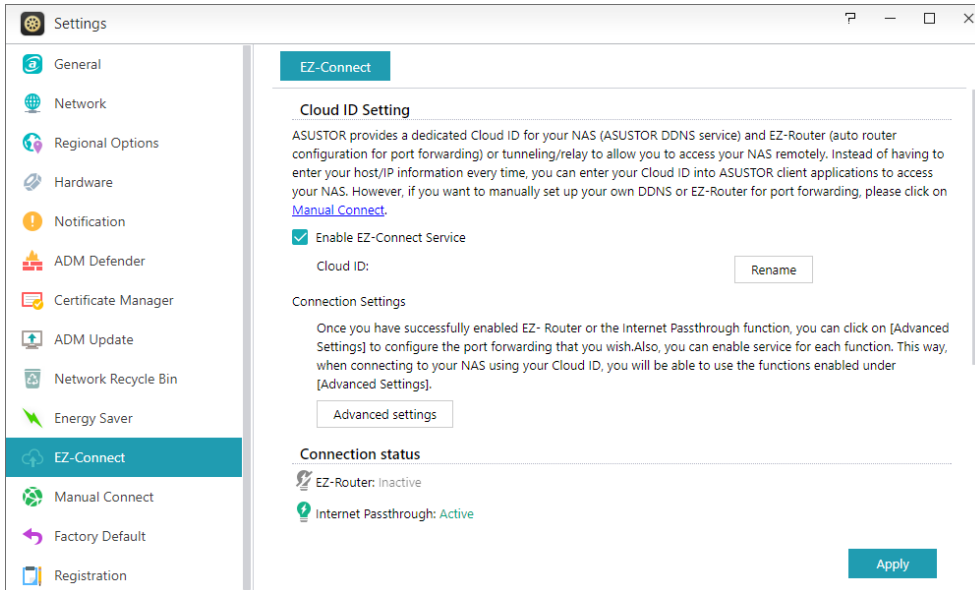 Settings
General
Network
Regional Options
Hardware
Notification
ADM Defender
Certificate Manager
ADM Update
Network Recycle Bin
Energy Saver
EZ-Connect
Manual Connect
Factory Default
Registration
EZ-Connect
Cloud ID Setting
ASUSTOR provides a dedicated Cloud ID for your NAS (ASUSTOR DDNS service) and EZ-Router (auto router
configuration for port forwarding) or tunneling/relay to allow you to access your NAS remotely. Instead of having to
enter your host/IP information every time, you can enter your Cloud ID into ASUSTOR client applications to access
your NAS. However, if you want to manually set up your own DDNS or EZ-Router for port forwarding, please click on
Manual Connect.
Enable EZ-Connect Service
Cloud ID:
Rename
Connection Settings
Once you have successfully enabled EZ- Router or the Internet Passthrough function, you can click on [Advanced
Settings] to configure the port forwarding that you wish.Also, you can enable service for each function. This way,
when connecting to your NAS using your Cloud ID, you will be able to use the functions enabled under
[Advanced Settings].
Advanced settings
Connection status
EZ-Router: Inactive
Internet Passthrough: Active
Apply